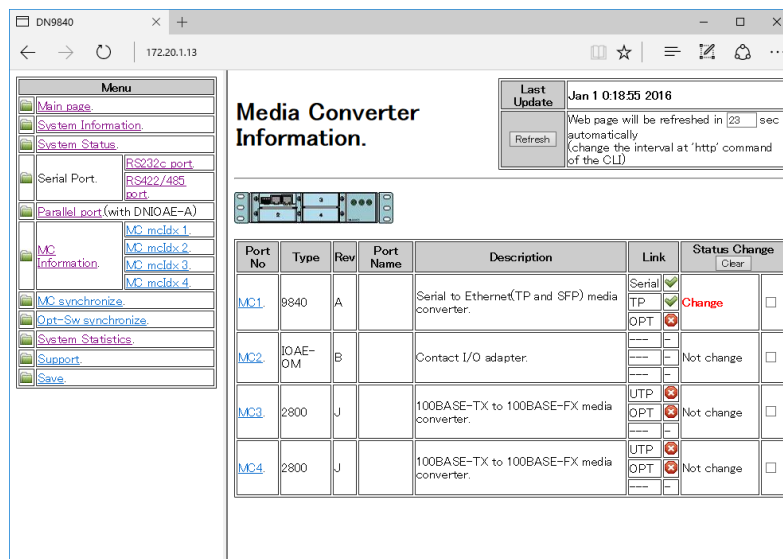 DN9840
172.20.1.13
Menu
Main page.
System Information.
System Status.
Serial Port.
RS232c port.
RS422/485
port.
Parallel port.(with DNIOAE-A)
MC
Information.
MC mcIdx 1.
MC mcIdx 2.
MC mcIdx 3.
MC mcIdx 4.
MC synchronize.
Opt-Sw synchronize.
System Statistics.
Support.
Save.
Media Converter
Information.
Last
Update
Jan 1 0:18:55 2016
Refresh
Web page will be refreshed in 23 sec
automatically
(change the interval at 'http' command
of the CLI)
3
2
4
Port
No
Type
Rev
Port
Name
Description
Link
Status Change
Clear
MC1.
9840
A
Serial to Ethernet(TP and SFP) media
converter.
Serial
TP
OPT
Change
MC2.
IOAE-
OM
B
Contact I/O adapter.
--- -
--- -
--- -
Not change
MC3.
2800
J
100BASE-TX to 100BASE-FX media
converter.
UTP
OPT
--- -
Not change
MC4.
2800
J
100BASE-TX to 100BASE-FX media
converter.
UTP
OPT
--- -
Not change